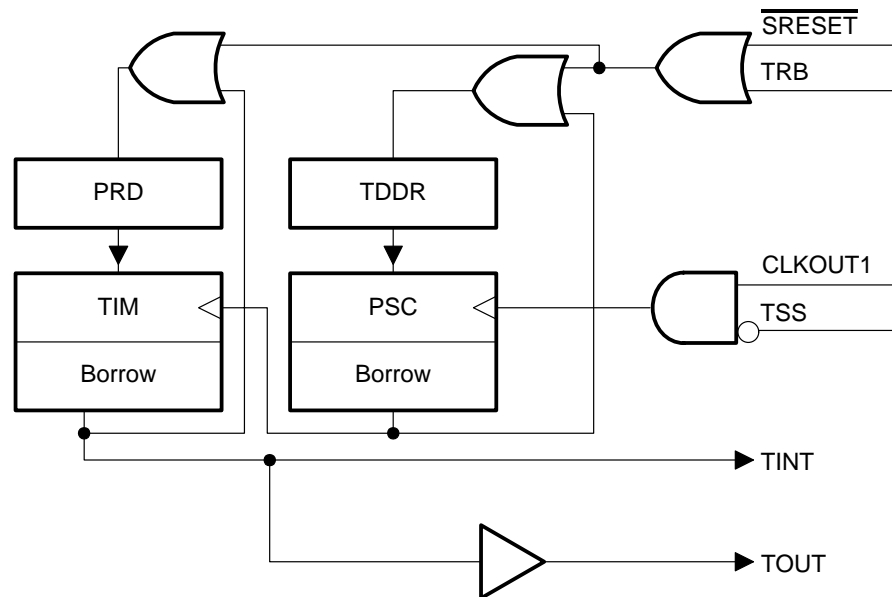 SRESET
TRB
PRD
TDDR
CLKOUT1
TIM
PSC
TSS
Borrow
Borrow
TINT
TOUT